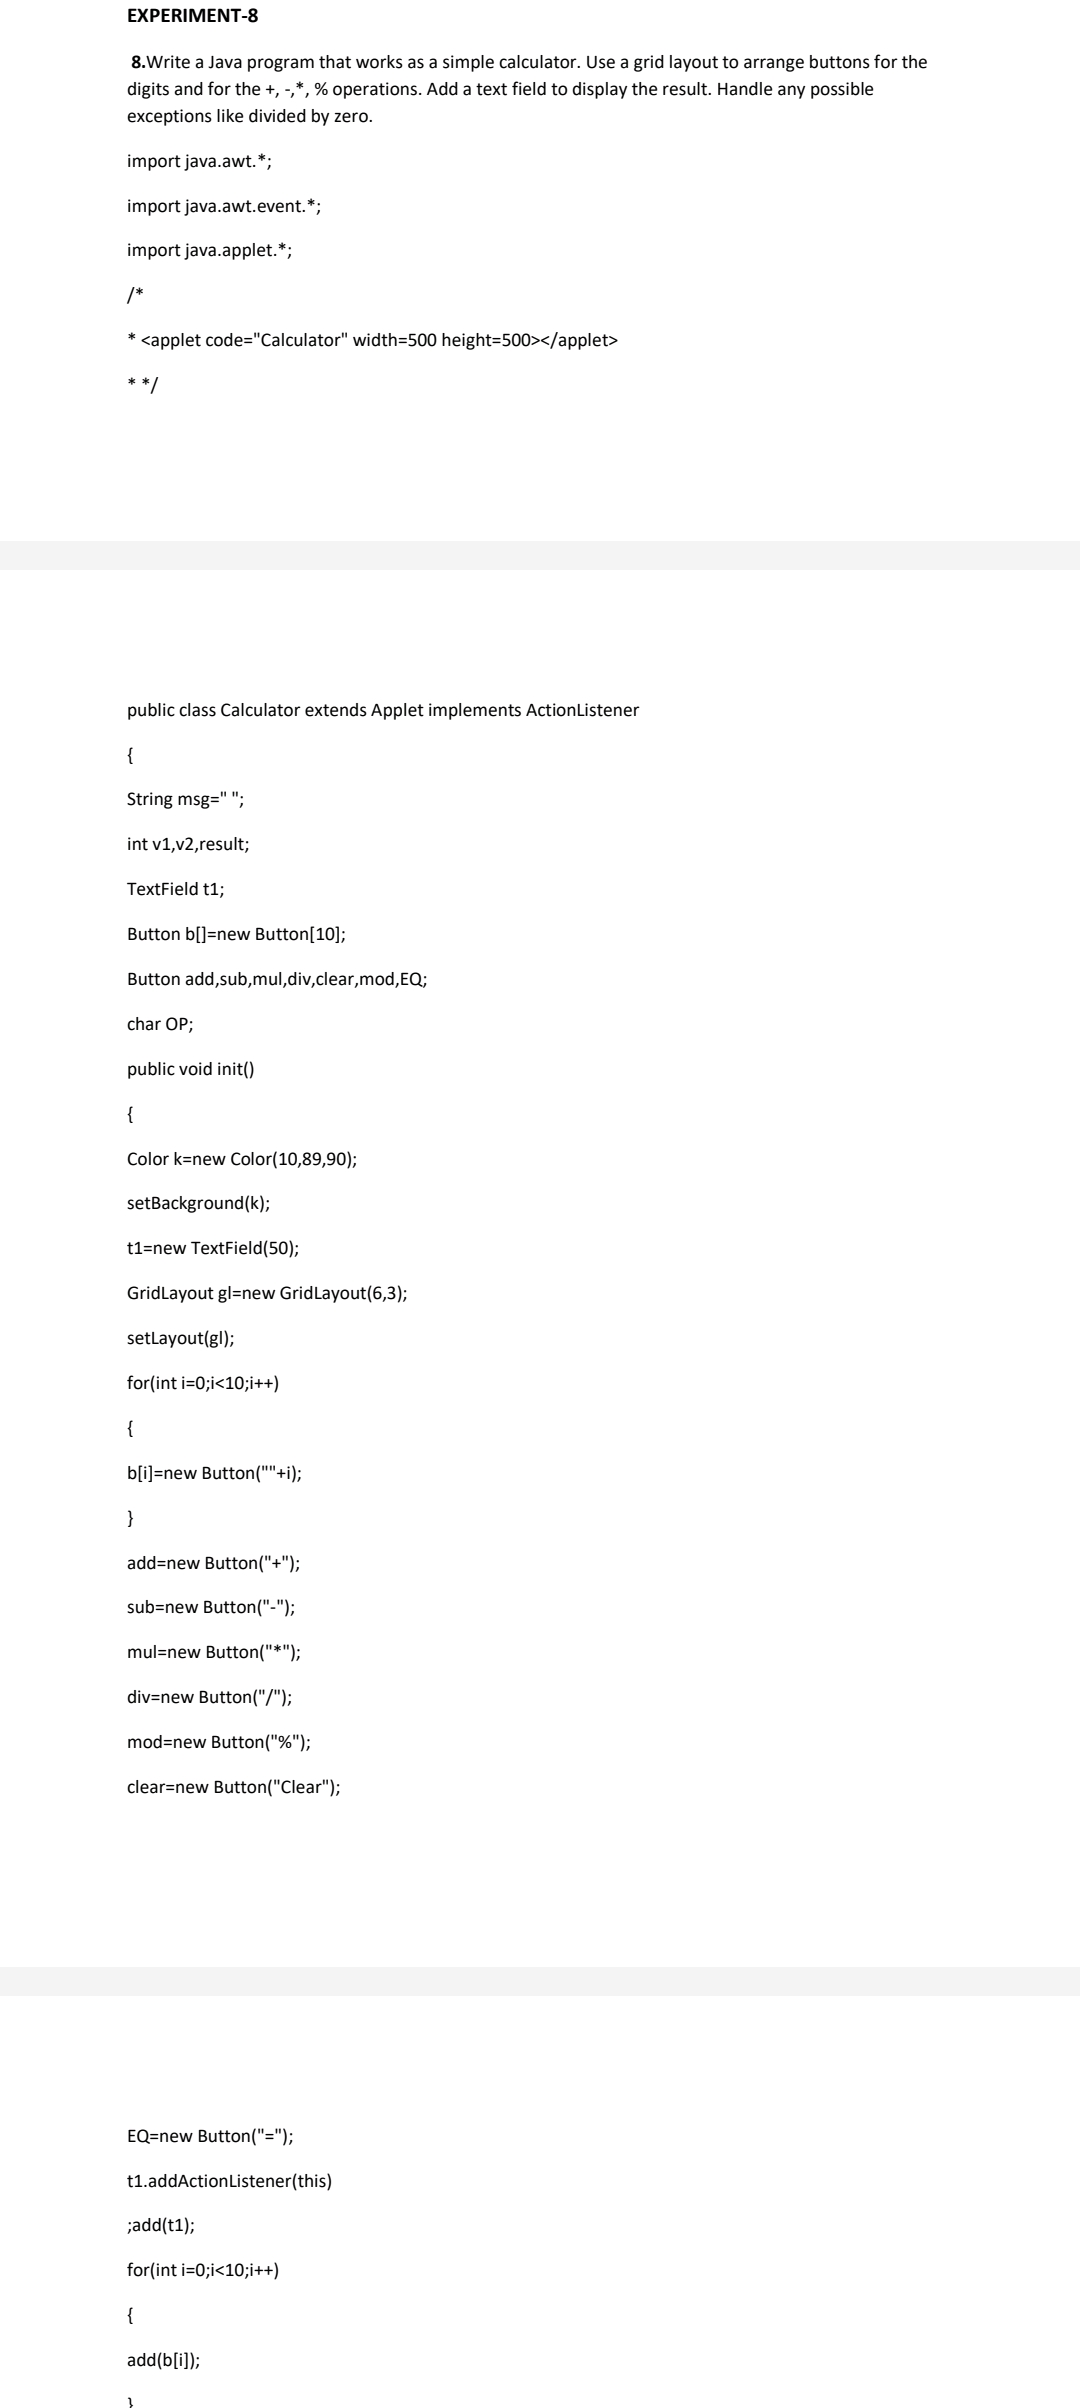 EXPERIMENT-8
8.Write a Java program that works as a simple calculator. Use a grid layout to arrange buttons for the
digits and for the +, -,*, % operations. Add a text field to display the result. Handle any possible
exceptions like divided by zero.
import java.awt.*;
import java.awt.event.*;
import java.applet.*;
/*
* <applet code="Calculator" width=500 height=500></applet>
* */
public class Calculator extends Applet implements ActionListener
{
String msg=" ";
int v1,v2,result;
TextField t1;
Button b[]=new Button[10];
Button add,sub,mul,div,clear,mod,EQ;
char OP;
public void init()
{
Color k=new Color(10,89,90);
setBackground(k);
t1=new TextField(50);
GridLayout gl=new GridLayout(6,3);
setLayout(gl);
for(int i=0;i<10;i++)
{
b[i]=new Button(""+i);
}
add=new Button("+");
sub=new Button("-");
mul=new Button("*");
div=new Button("/");
mod=new Button("%");
clear=new Button("Clear");
EQ=new Button("=");
t1.addActionListener(this)
;add(t1);
for(int i=0;i<10;i++)
{
add(b[i]);
}